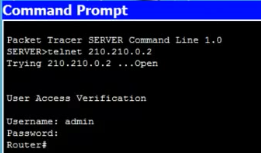 Command Prompt
Packet Tracer SERVER Command Line 1.0
SERVER>telnet 210.210.0.2
Trying 210.210.0.2 ...Open
User Access Verification
Username: admin
Password:
Router#